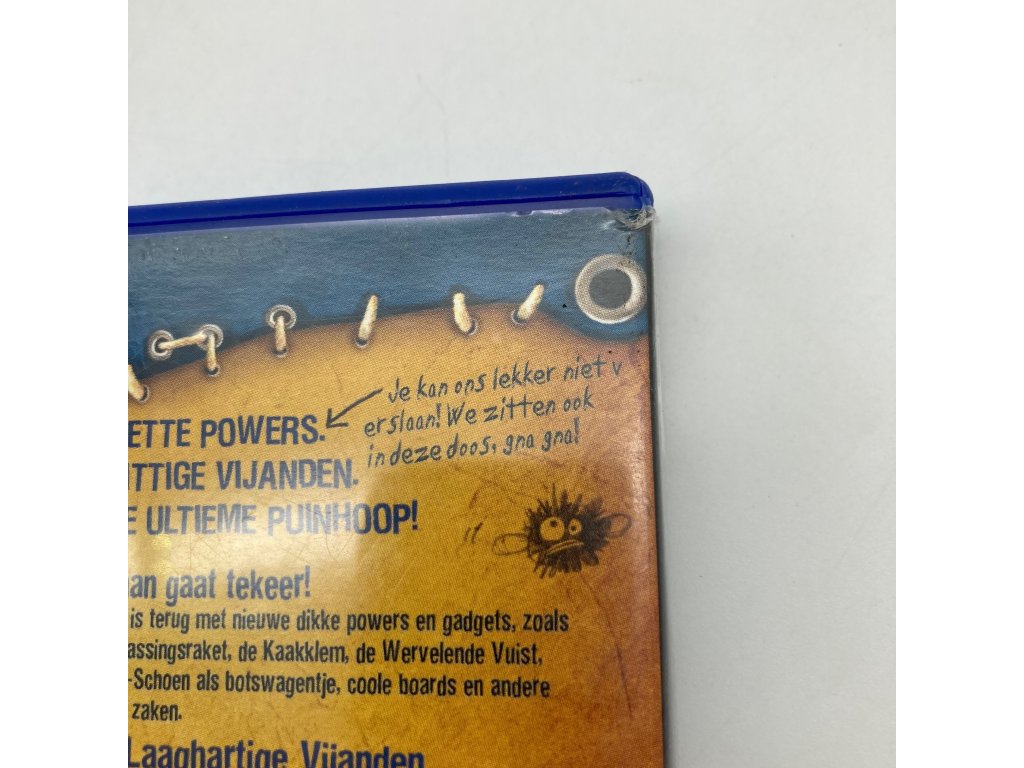 Je kan ons lekker niet v
erslaan! We zitten ook
in deze doos, gna gna!
ETTE POWERS.
TTIGE VIJANDEN.
E ULTIEME PUINHOOP!
an gaat tekeer!
is terug met nieuwe dikke powers en gadgets, zoals
assingsraket, de Kaakklem, de Wervelende Vuist,
-Schoen als botswagentje, coole boards en andere
zaken.
Laaghartige Vijanden